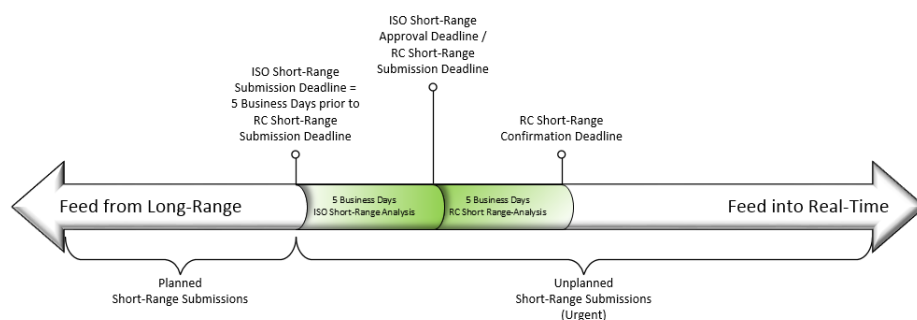 ISO Short-Range
Approval Deadline /
RC Short-Range
Submission Deadline
ISO Short-Range
Submission Deadline =
5 Business Days prior to
RC Short-Range
Submission Deadline
RC Short-Range
Confirmation Deadline
Feed from Long-Range
5 Business Days
ISO Short-Range Analysis
5 Business Days
RC Short Range-Analysis
Feed into Real-Time
Planned
Short-Range Submissions
Unplanned
Short-Range Submissions
(Urgent)